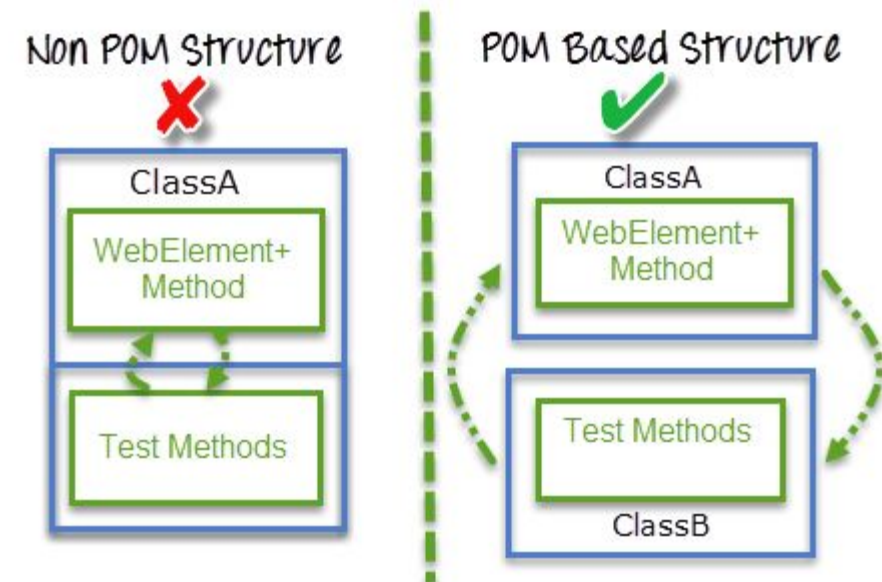 Non POM Structure
ClassA
WebElement+
Method
Test Methods
POM Based Structure
ClassA
WebElement+
Method
Test Methods
ClassB